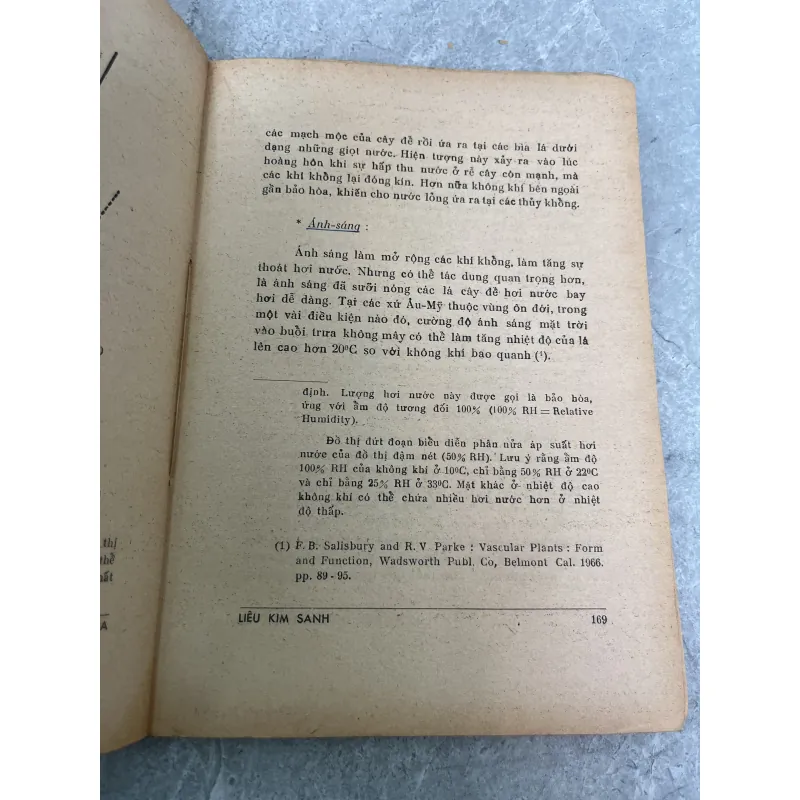 các mạch mộc của cây để rồi ứa ra tại các bìa lá dưới
dạng những giọt nước. Hiện tượng này xảy ra vào lúc
hoàng hôn khi sự hấp thu nước ở rễ cây còn mạnh, mà
các khí khổng lại đóng kín. Hơn nữa không khí bên ngoài
gần bảo hòa, khiến cho nước lỏng ứa ra tại các thủy khổng.
* Ánh-sáng :
Ánh sáng làm mở rộng các khí khổng, làm tăng sự
thoát hơi nước. Nhưng có thể tác dung quan trọng hơn,
là ánh sáng đã sưởi nóng các lá cây để hơi nước bay
hơi dễ dàng. Tại các xứ Âu-Mỹ thuộc vùng ôn đới, trong
một vài điều kiện nào đó, cường độ ánh sáng mặt trời
vào buổi trưa không mây có thể làm tăng nhiệt độ của lá
lên cao hơn 20ºC so với không khí bao quanh (¹).
định. Lượng hơi nước này được gọi là bảo hòa,
ứng với ẩm độ tương đối 100% (100% RH = Relative
Humidity).
Đồ thị đứt đoạn biểu diễn phân nửa áp suất hơi
nước của đồ thị đậm nét (50% RH). Lưu ý rằng ẩm độ
100% RH của không khí ở 10ºC, chỉ bằng 50% RH ở 22ºC
và chỉ bằng 25% RH ở 33ºC. Mặt khác ở nhiệt độ cao
không khí có thể chứa nhiều hơi nước hơn ở nhiệt
độ thấp.
(1) F. B. Salisbury and R. V Parke : Vascular Plants : Form
and Function, Wadsworth Publ. Co, Belmont Cal. 1966.
pp. 89 - 95.
LIÊU KIM SANH 169
thị
thể
A